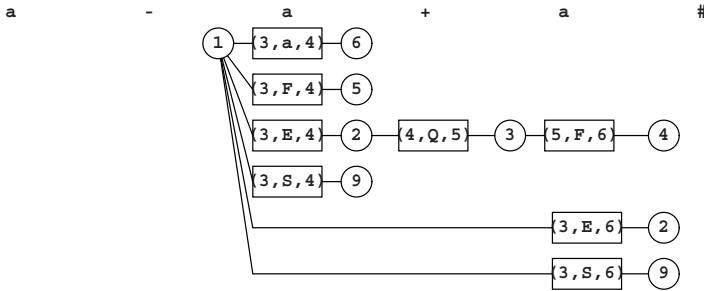 a - a + a #
1 (3,a,4) 6
(3,F,4) 5
(3,E,4) 2 (4,Q,5) 3 (5,F,6) 4
(3,S,4) 9
(3,E,6) 2
(3,S,6) 9